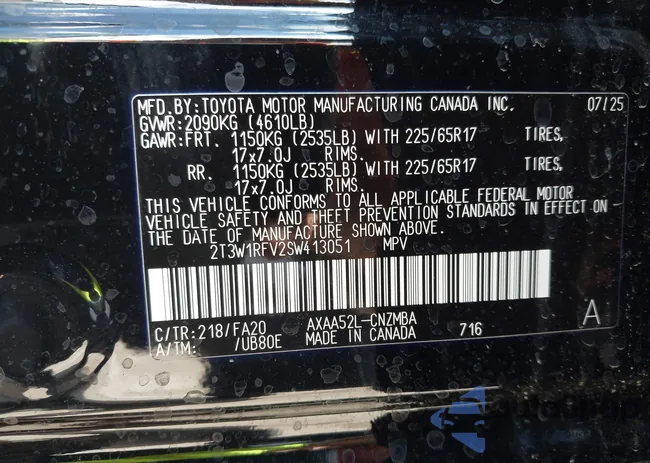 MFD.BY:TOYOTA MOTOR MANUFACTURING CANADA INC. 07/25
GVWR:2090KG (4610LB)
GAWR:FRT. 1150KG (2535LB) WITH 225/65R17 TIRES,
17x7.0J RIMS.
RR. 1150KG (2535LB) WITH 225/65R17 TIRES,
17x7.0J RIMS.
THIS VEHICLE CONFORMS TO ALL APPLICABLE FEDERAL MOTOR
VEHICLE SAFETY AND THEFT PREVENTION STANDARDS IN EFFECT ON
THE DATE OF MANUFACTURE SHOWN ABOVE.
2T3W1RFV2SW413051 MPV
C/TR:218/FA20 AXAA52L-CNZMBA
A/TM: /UB80E MADE IN CANADA 716
A